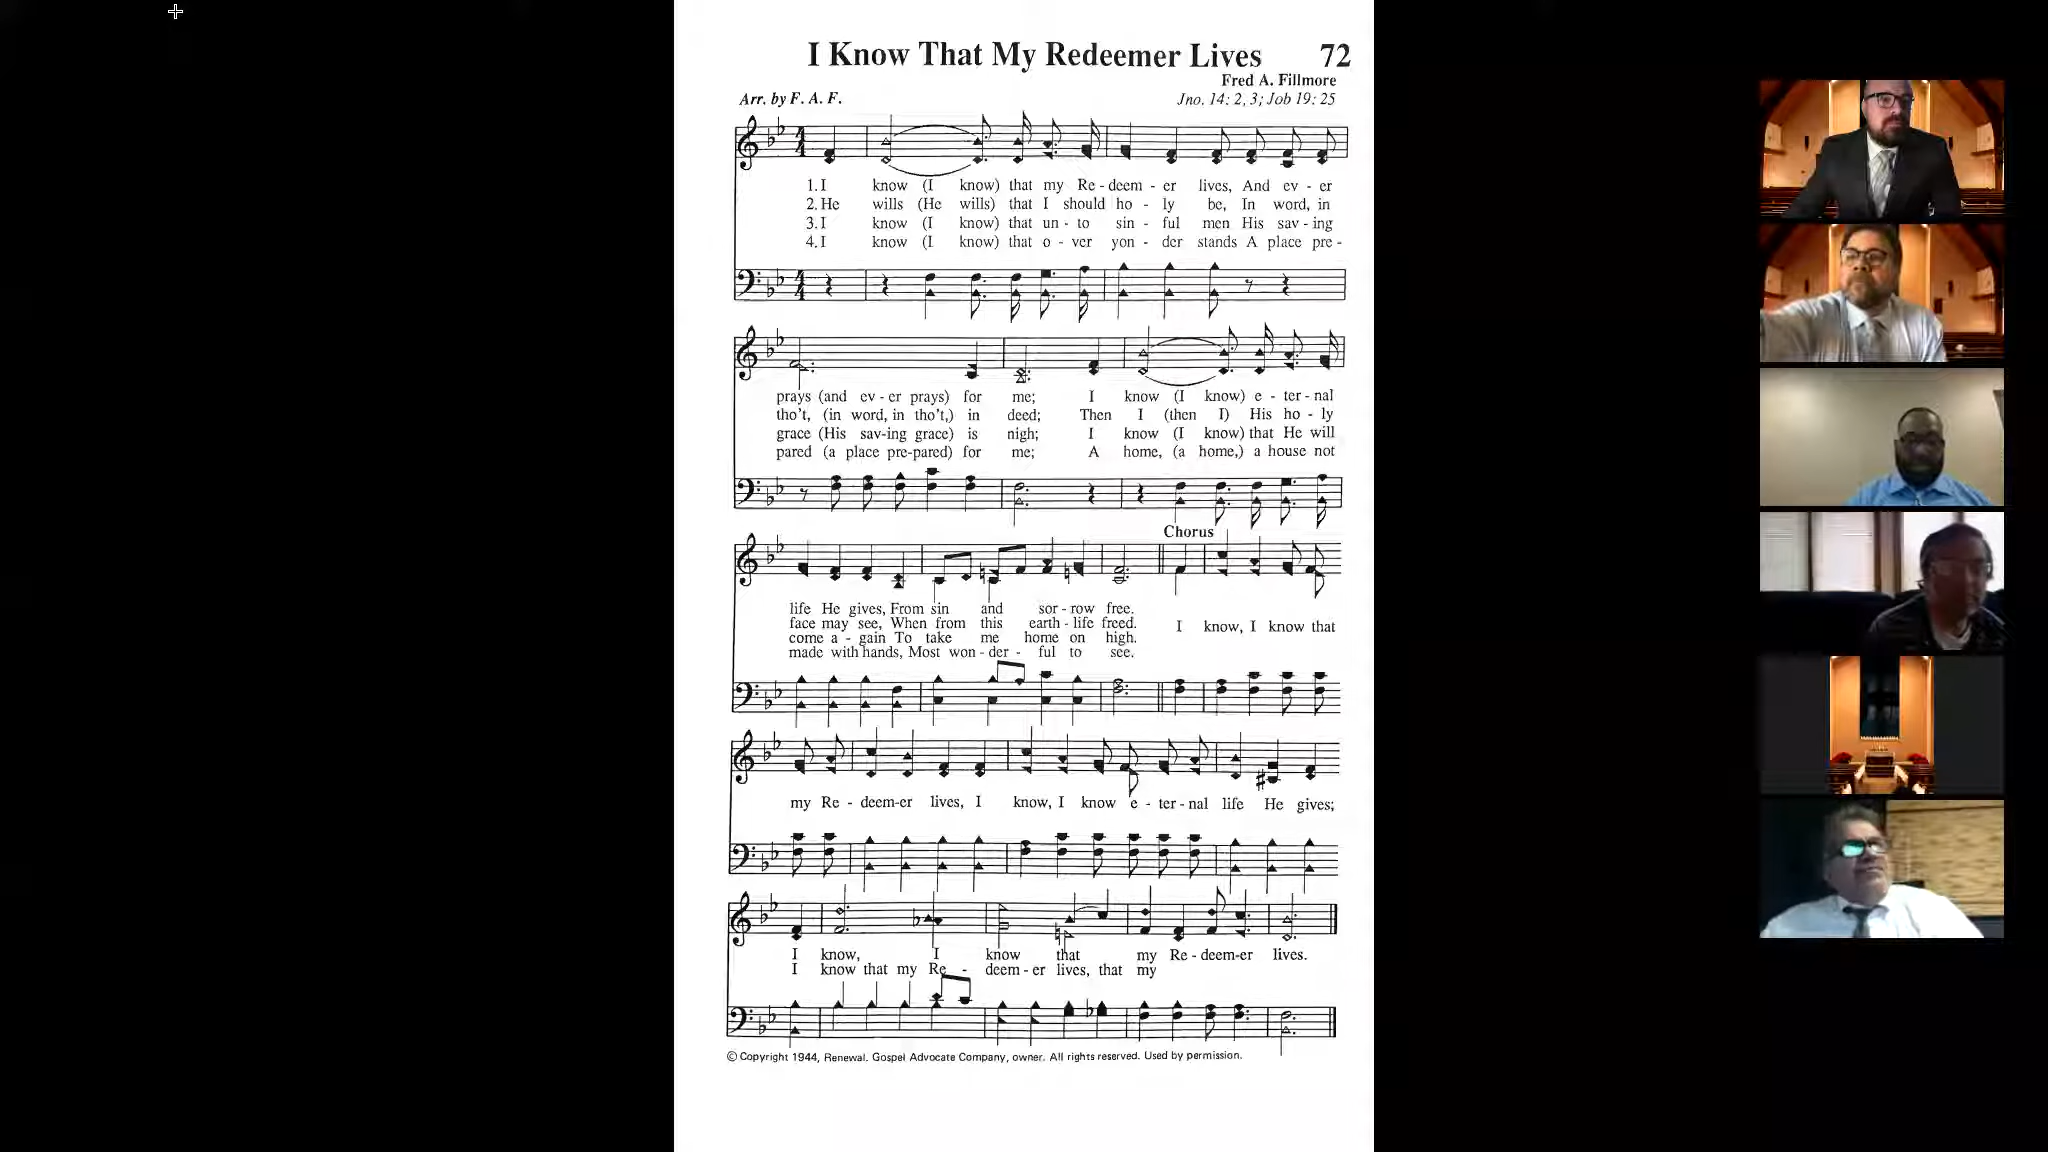 I Know That My Redeemer Lives 72
Fred A. Fillmore
Arr. by F. A. F. Jno. 14: 2, 3; Job 19: 25
1. I know (I know) that my Re - deem - er lives, And ev - er
2. He wills (He wills) that I should ho - ly be, In word, in
3. I know (I know) that un - to sin - ful men His sav - ing
4. I know (I know) that o - ver yon - der stands A place pre -
prays (and ev - er prays) for me; I know (I know) e - ter - nal
tho't, (in word, in tho't,) in deed; Then I (then I) His ho - ly
grace (His sav-ing grace) is nigh; I know (I know) that He will
pared (a place pre-pared) for me; A home, (a home,) a house not
Chorus
life He gives, From sin and sor - row free.
face may see, When from this earth - life freed.
I know, I know that
come a - gain To take me home on high.
made with hands, Most won - der - ful to see.
my Re - deem-er lives, I know, I know e - ter - nal life He gives;
I know, I know that my Re - deem-er lives.
I know that my Re - deem - er lives, that my
© Copyright 1944, Renewal. Gospel Advocate Company, owner. All rights reserved. Used by permission.